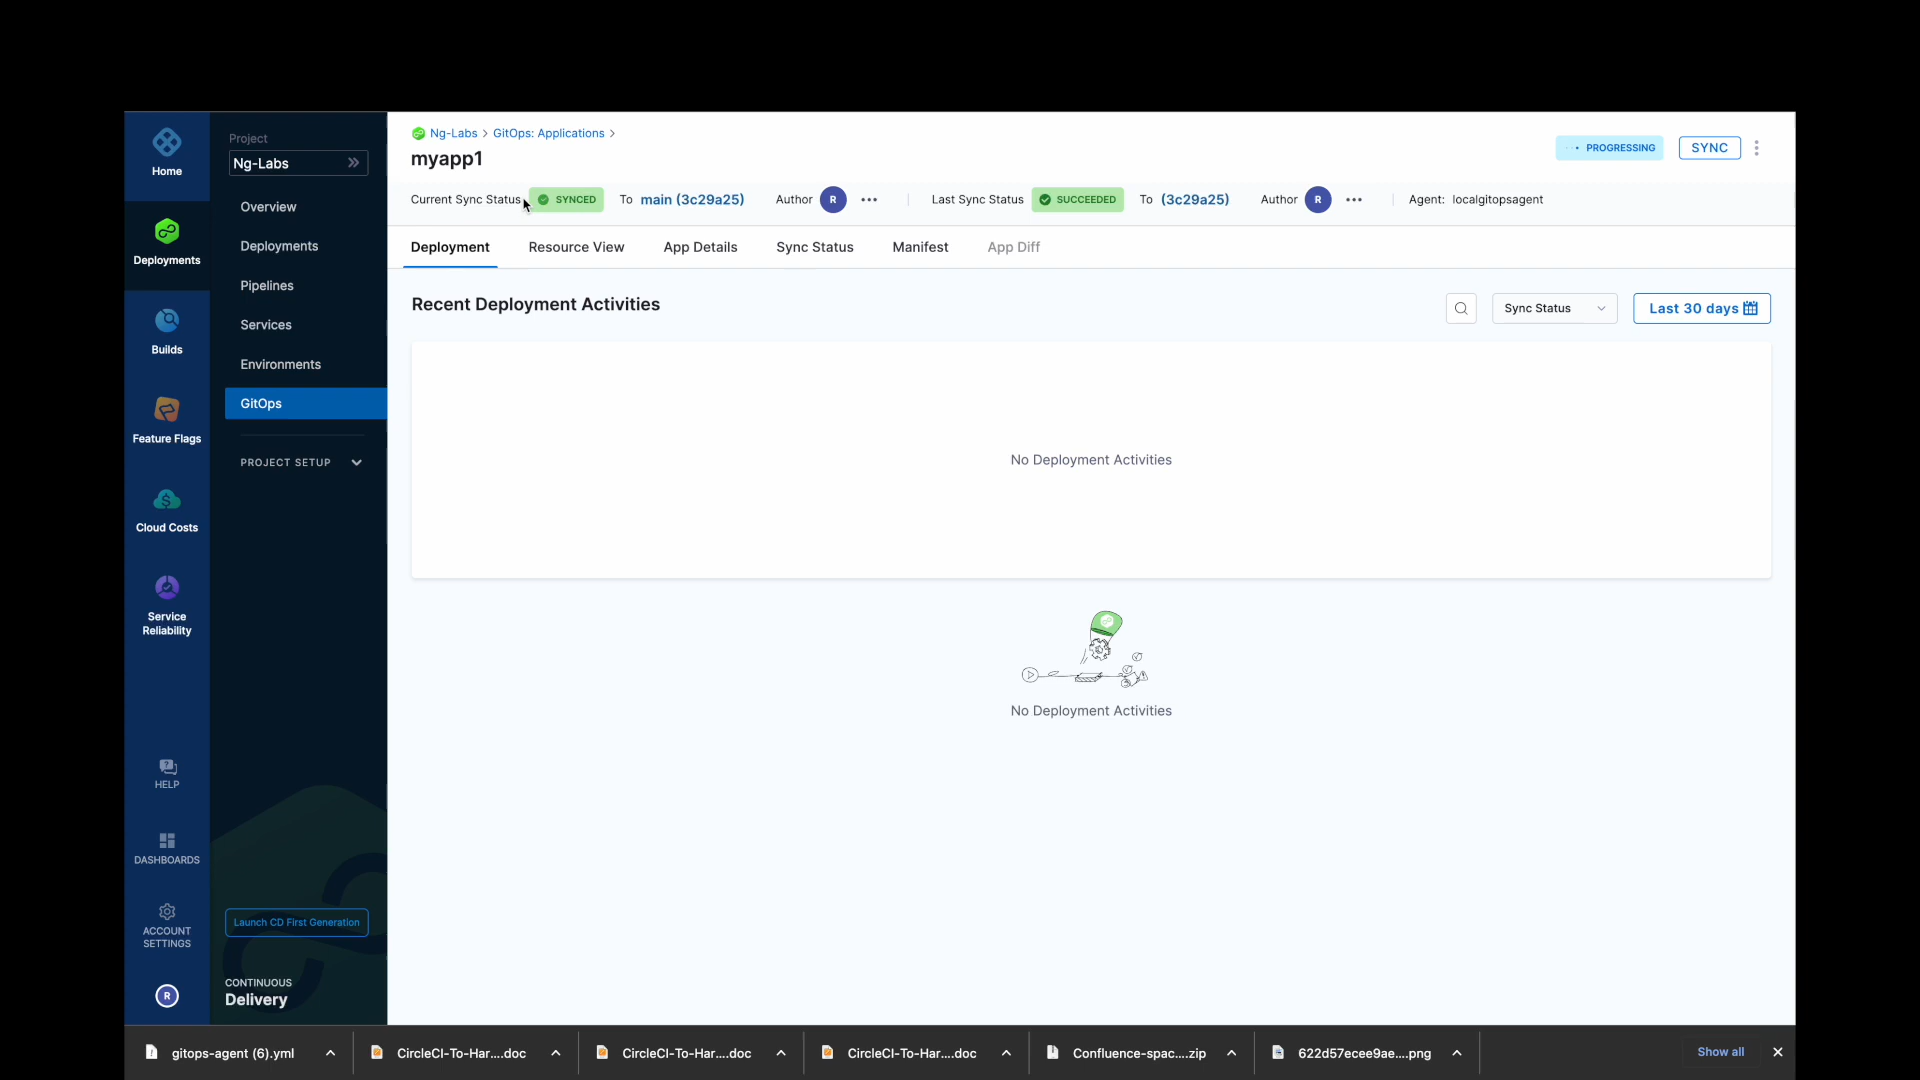 Home
Deployments
Builds
Feature Flags
Cloud Costs
Service
Reliability
HELP
DASHBOARDS
ACCOUNT
SETTINGS
R
Project
Ng-Labs
Overview
Deployments
Pipelines
Services
Environments
GitOps
PROJECT SETUP
Launch CD First Generation
CONTINUOUS
Delivery
Ng-Labs > GitOps: Applications >
myapp1
PROGRESSING
SYNC
Current Sync Status SYNCED To main (3c29a25) Author R ••• Last Sync Status SUCCEEDED To (3c29a25) Author R ••• Agent: localgitopsagent
Deployment Resource View App Details Sync Status Manifest App Diff
Recent Deployment Activities
Sync Status
Last 30 days
No Deployment Activities
No Deployment Activities
gitops-agent (6).yml CircleCI-To-Har....doc CircleCI-To-Har....doc CircleCI-To-Har....doc Confluence-spac....zip 622d57ecee9ae....png Show all